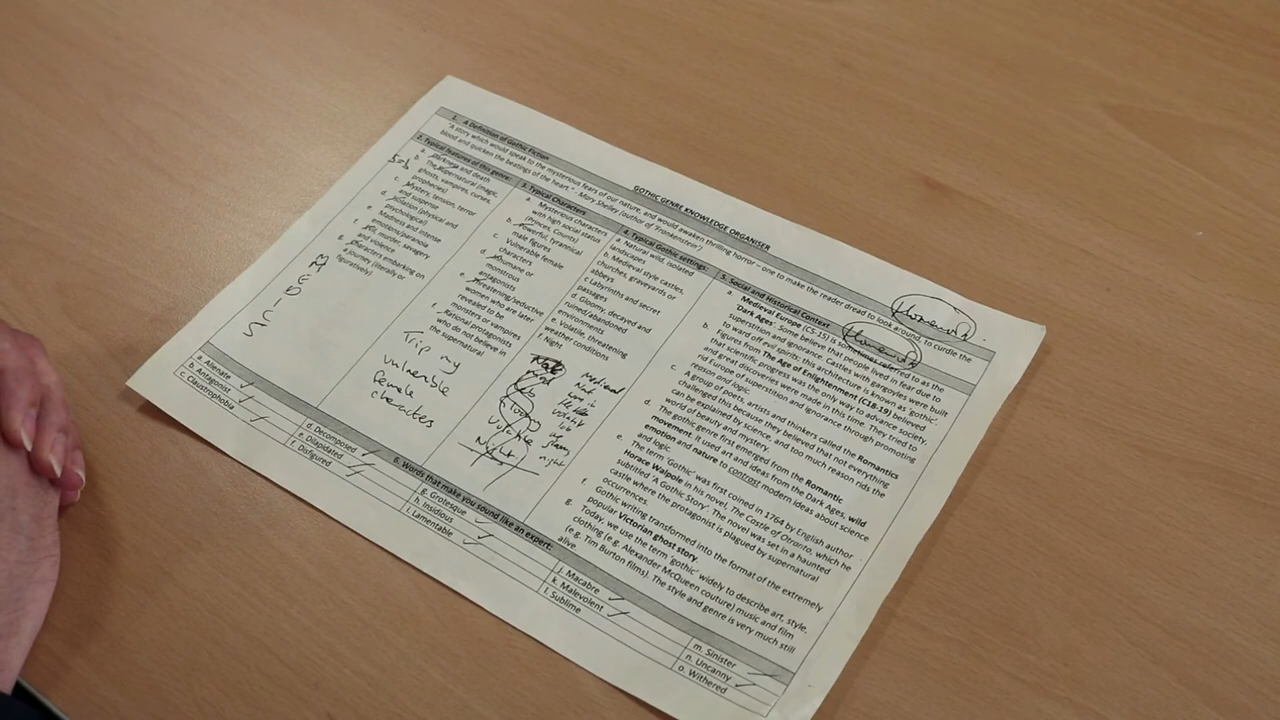 GOTHIC GENRE KNOWLEDGE ORGANISER
1. A Definition of Gothic Fiction
"A story which would speak to the mysterious fears of our nature, and would awaken thrilling horror – one to make the reader dread to look around, to curdle the
blood and quicken the beatings of the heart." - Mary Shelley (author of 'Frankenstein')
2. Typical features of this genre:
a. Darkness and death
b. The supernatural (magic,
ghosts, vampires, curses,
prophecies)
c. Mystery, tension, terror
and suspense
d. Isolation (physical and
psychological)
e. Madness and intense
emotions/paranoia
f. murder, savagery
and violence
g. Characters embarking on
a journey (literally or
figuratively)
M
E
D
I
C
S
3. Typical Characters
a. Mysterious characters
with high social status
(Princes, Counts)
b. Powerful, tyrannical
male figures
c. Vulnerable female
characters
d. Inhumane or
monstrous
antagonists
e. Threatening/seductive
women who are later
revealed to be
monsters or vampires
f. Rational protagonists
who do not believe in
the supernatural
Trip my
vulnerable
female
characters
4. Typical Gothic settings:
a. Natural wild, isolated
landscapes
b. Medieval style castles,
churches, graveyards or
abbeys
c. Labyrinths and secret
passages
d. Gloomy, decayed and
ruined/abandoned
environments
e. Volatile, threatening
weather conditions
f. Night
Medieval
Volatile
Night
night
5. Social and Historical Context
a. Medieval Europe (C5-15) is sometimes referred to as the
'Dark Ages'. Some believe that people lived in fear due to
superstition and ignorance. Castles with gargoyles were built
to ward off evil spirits; this architecture is known as 'gothic'
b. Figures from The Age of Enlightenment (C18-19) believed
that scientific progress was the only way to advance society,
and great discoveries were made in this time. They tried to
rid Europe of superstition and ignorance through promoting
reason and logic.
c. A group of poets, artists and thinkers called the Romantics
challenged this because they believed that not everything
can be explained by science, and too much reason rids the
world of beauty and mystery.
d. The gothic genre first emerged from the Romantic
movement. It used art and ideas from the Dark Ages, wild
emotion and nature to contrast modern ideas about science
and logic.
e. The term 'Gothic' was first coined in 1764 by English author
Horace Walpole in his novel, The Castle of Otranto, which he
subtitled 'A Gothic Story'. The novel was set in a haunted
castle where the protagonist is plagued by supernatural
occurrences.
f. Gothic writing transformed into the format of the extremely
popular Victorian ghost story.
g. Today, we use the term 'gothic' widely to describe art, style,
clothing (e.g. Alexander McQueen couture) music and film
(e.g. Tim Burton films). The style and genre is very much still
alive.
6. Words that make you sound like an expert:
a. Alienate
b. Antagonist
c. Claustrophobia
d. Decomposed
e. Dilapidated
f. Disfigured
g. Grotesque
h. Insidious
i. Lamentable
j. Macabre
k. Malevolent
l. Sublime
m. Sinister
n. Uncanny
o. Withered